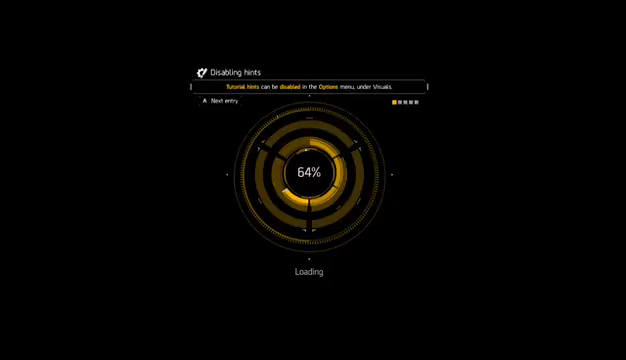 Disabling hints
Tutorial hints can be disabled in the Options menu, under Visuals.
A Next entry
64%
Loading